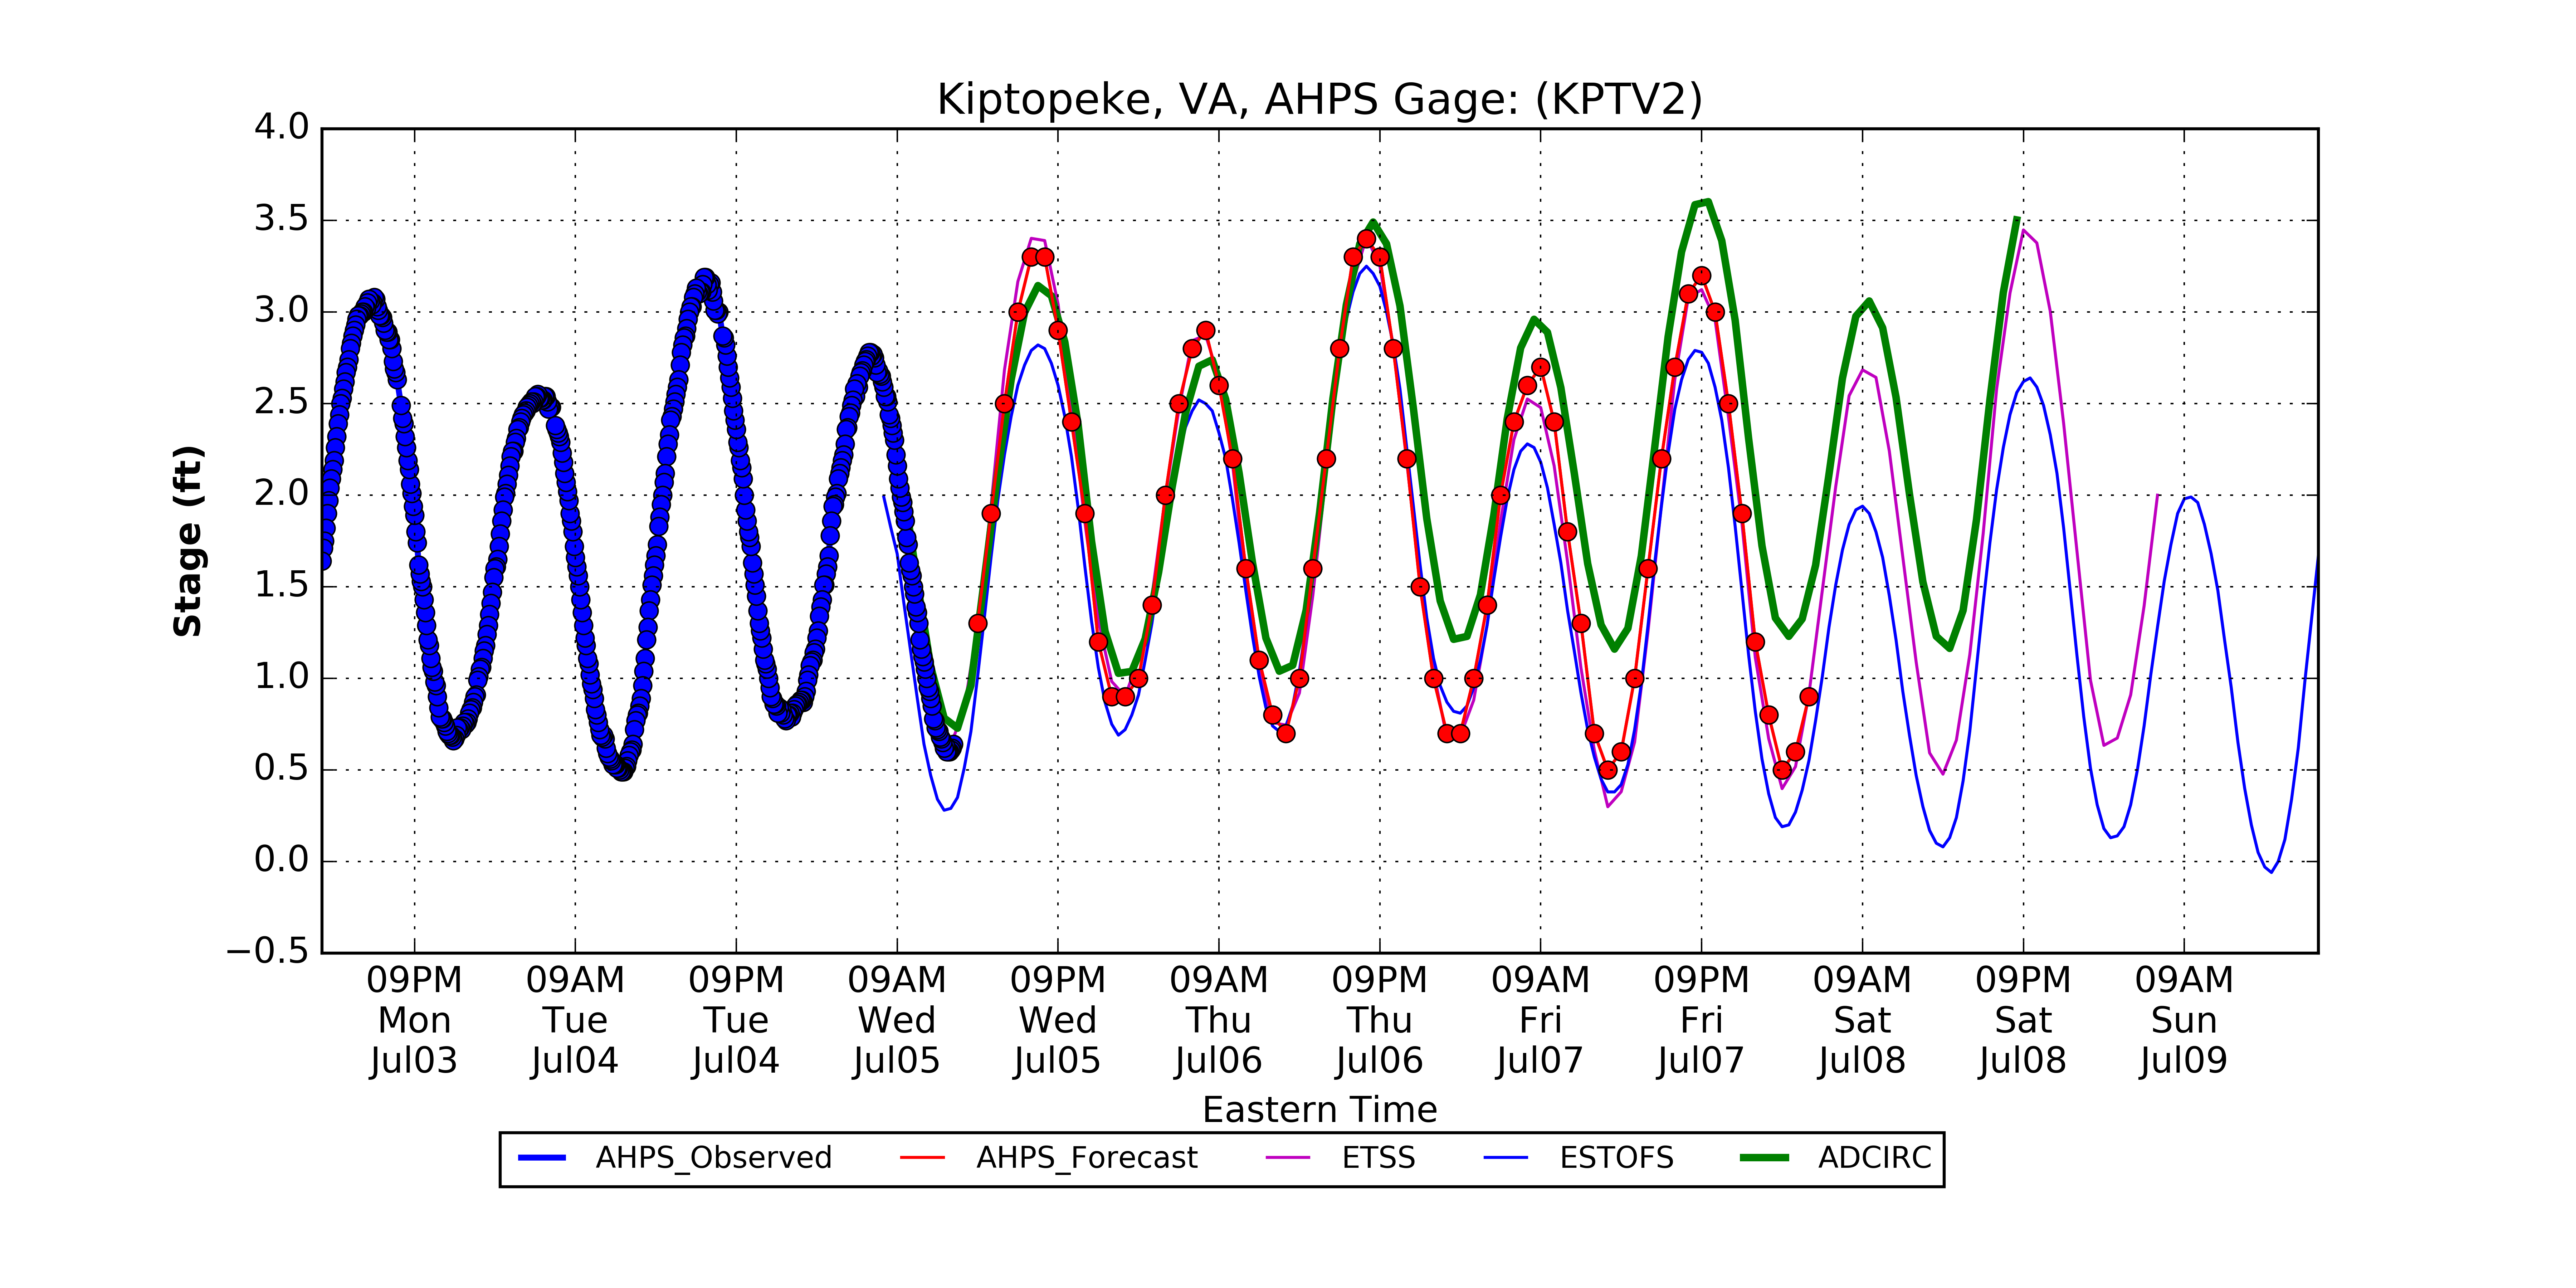 Kiptopeke, VA, AHPS Gage: (KPTV2)
Stage (ft)
4.0
3.5
3.0
2.5
2.0
1.5
1.0
0.5
0.0
−0.5
09PM 09AM 09PM 09AM 09PM 09AM 09PM 09AM 09PM 09AM 09PM 09AM
Mon Tue Tue Wed Wed Thu Thu Fri Fri Sat Sat Sun
Jul03 Jul04 Jul04 Jul05 Jul05 Jul06 Jul06 Jul07 Jul07 Jul08 Jul08 Jul09
Eastern Time
AHPS_Observed AHPS_Forecast ETSS ESTOFS ADCIRC